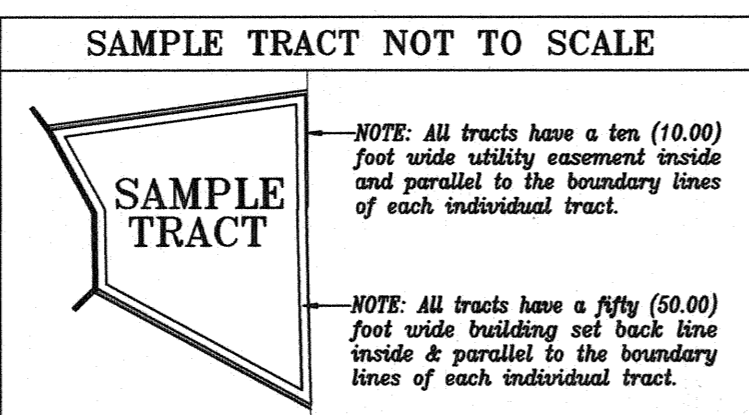 SAMPLE TRACT NOT TO SCALE
SAMPLE
TRACT
NOTE: All tracts have a ten (10.00)
foot wide utility easement inside
and parallel to the boundary lines
of each individual tract.
NOTE: All tracts have a fifty (50.00)
foot wide building set back line
inside & parallel to the boundary
lines of each individual tract.